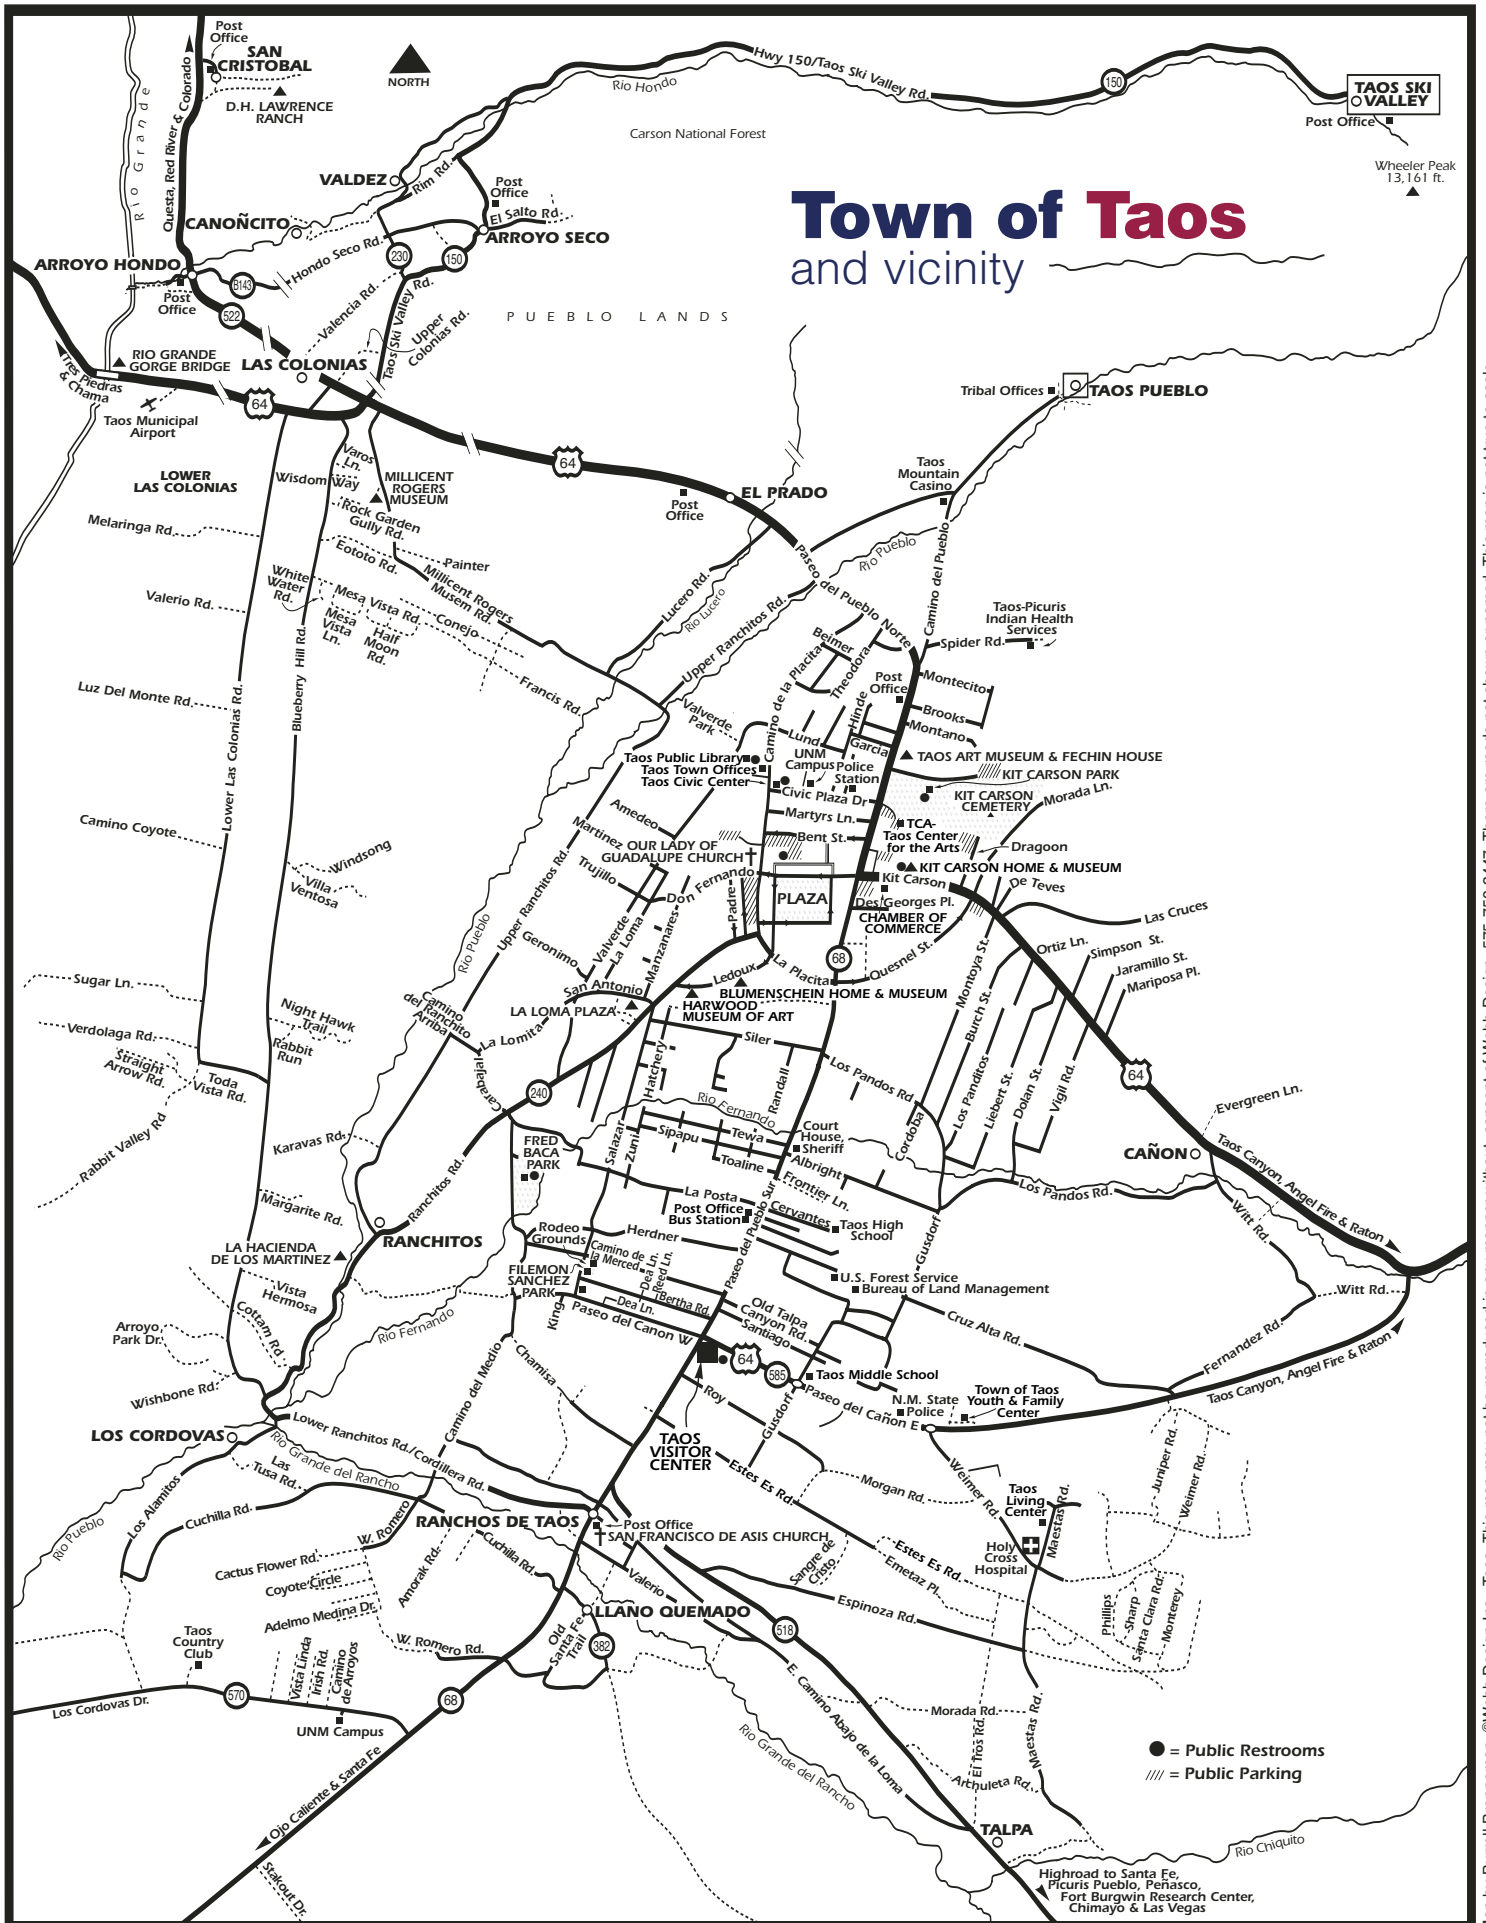 Post
Office
SAN
CRISTOBAL
D.H. LAWRENCE
RANCH
NORTH
Rio Grande
Questa, Red River & Colorado
Hwy 150/Taos Ski Valley Rd.
Rio Hondo
150
TAOS SKI
VALLEY
Post Office
Carson National Forest
Wheeler Peak
13,161 ft.
VALDEZ
Rim Rd.
Post
Office
El Salto Rd.
CANOÑCITO
ARROYO SECO
Town of Taos
and vicinity
ARROYO HONDO
Hondo Seco Rd.
230
150
B143
Post
Office
522
Valencia Rd.
Taos Ski Valley Rd.
Upper
Colonias Rd.
PUEBLO LANDS
Tres Piedras
& Chama
RIO GRANDE
GORGE BRIDGE
LAS COLONIAS
64
Taos Municipal
Airport
Tribal Offices
TAOS PUEBLO
64
LOWER
LAS COLONIAS
Varos
Ln.
Wisdom Way
MILLICENT
ROGERS
MUSEUM
Taos
Mountain
Casino
EL PRADO
Post
Office
Melaringa Rd.
Rock Garden
Gully Rd.
Eototo Rd.
Painter
Millicent Rogers
Musem Rd.
Paseo del Pueblo Norte
Rio Pueblo
Camino del Pueblo
White
Water
Rd.
Mesa Vista Rd.
Conejo
Mesa
Vista
Ln.
Half
Moon
Rd.
Valerio Rd.
Lucero Rd.
Rio Lucero
Upper Ranchitos Rd.
Taos-Picuris
Indian Health
Services
Spider Rd.
Beimer
Theodora
Camino de la Placita
Luz Del Monte Rd.
Lower Las Colonias Rd.
Blueberry Hill Rd.
Francis Rd.
Post
Office
Montecito
Brooks
Montano
Valverde
Park
Hinde
Lund
Garcia
UNM
Campus
Police
Station
Taos Public Library
Taos Town Offices
Taos Civic Center
TAOS ART MUSEUM & FECHIN HOUSE
KIT CARSON PARK
KIT CARSON
CEMETERY
Morada Ln.
Civic Plaza Dr
Martyrs Ln.
Bent St.
TCA-
Taos Center
for the Arts
Dragoon
Camino Coyote
Windsong
Villa
Ventosa
Amedeo
Martinez
Trujillo
OUR LADY OF
GUADALUPE CHURCH
KIT CARSON HOME & MUSEUM
Kit Carson
De Teves
Don Fernando
Padre
PLAZA
Des Georges Pl.
CHAMBER OF
COMMERCE
Las Cruces
Rio Pueblo
Upper Ranchitos Rd.
Geronimo
Valverde
La Loma
Manzanares
Ledoux
La Placita
68
Quesnel St.
Montoya St.
Burch St.
Ortiz Ln.
Simpson St.
Jaramillo St.
Mariposa Pl.
San Antonio
LA LOMA PLAZA
BLUMENSCHEIN HOME & MUSEUM
HARWOOD
MUSEUM OF ART
Sugar Ln.
Verdolaga Rd.
Straight
Arrow Rd.
Toda
Vista Rd.
Night Hawk
Trail
Rabbit
Run
Camino
del Ranchito
Arriba
La Lomita
Carabajal
240
Hatchery
Siler
Randall
Los Pandos Rd
Rio Fernando
Los Panditos
Liebert St.
Dolan St.
Vigil Rd.
64
Evergreen Ln.
Rabbit Valley Rd
Karavas Rd.
Ranchitos Rd.
FRED
BACA
PARK
Salazar
Zuni
Sipapu
Tewa
Toaline
Court
House,
Sheriff
Albright
Frontier Ln.
Cordoba
CAÑON
Taos Canyon, Angel Fire & Raton
Los Pandos Rd.
Witt Rd.
Margarite Rd.
RANCHITOS
La Posta
Post Office
Bus Station
Cervantes
Taos High
School
Gusdorf
LA HACIENDA
DE LOS MARTINEZ
Rodeo
Grounds
Herdner
Camino de
la Merced
FILEMON
SANCHEZ
PARK
Dea Ln.
Reed Ln.
Bertha Rd.
Dea Ln.
Paseo del Pueblo Sur
U.S. Forest Service
Bureau of Land Management
Witt Rd.
Vista
Hermosa
Cottam Rd.
Rio Fernando
King
Paseo del Canon W
Old Talpa
Canyon Rd.
Santiago
Cruz Alta Rd.
Fernandez Rd.
Taos Canyon, Angel Fire & Raton
Arroyo
Park Dr.
Wishbone Rd.
Camino del Medio
Chamisa
64
585
Taos Middle School
Paseo del Cañon E
N.M. State
Police
Town of Taos
Youth & Family
Center
Roy
Gusdorf
TAOS
VISITOR
CENTER
LOS CORDOVAS
Lower Ranchitos Rd./Cordillera Rd.
Rio Grande del Rancho
Las
Tusa Rd.
Los Alamitos
Cuchilla Rd.
Rio Pueblo
Estes Es Rd.
Morgan Rd.
Weimer Rd.
Taos
Living
Center
Maestas Rd.
Juniper Rd.
Weimer Rd.
RANCHOS DE TAOS
Post Office
SAN FRANCISCO DE ASIS CHURCH
W. Romero
Cuchilla Rd.
Cactus Flower Rd.
Coyote Circle
Amorak Rd.
Adelmo Medina Dr.
Valerio
Sangre de
Cristo
Estes Es Rd.
Emetaz Pl.
Espinoza Rd.
Holy
Cross
Hospital
Phillips
Sharp
Santa Clara Rd.
Monterey
LLANO QUEMADO
Old
Santa Fe
Trail
382
518
Taos
Country
Club
W. Romero Rd.
Vista Linda
Irish Rd.
Camino
de Arroyos
570
Los Cordovas Dr.
UNM Campus
68
E. Camino Abajo de la Loma
Rio Grande del Rancho
Morada Rd.
El Tros Rd.
Maestas Rd.
Archuleta Rd.
= Public Restrooms
= Public Parking
Ojo Caliente & Santa Fe
Stakout Dr.
TALPA
Rio Chiquito
Highroad to Santa Fe,
Picuris Pueblo, Peñasco,
Fort Burgwin Research Center,
Chimayo & Las Vegas